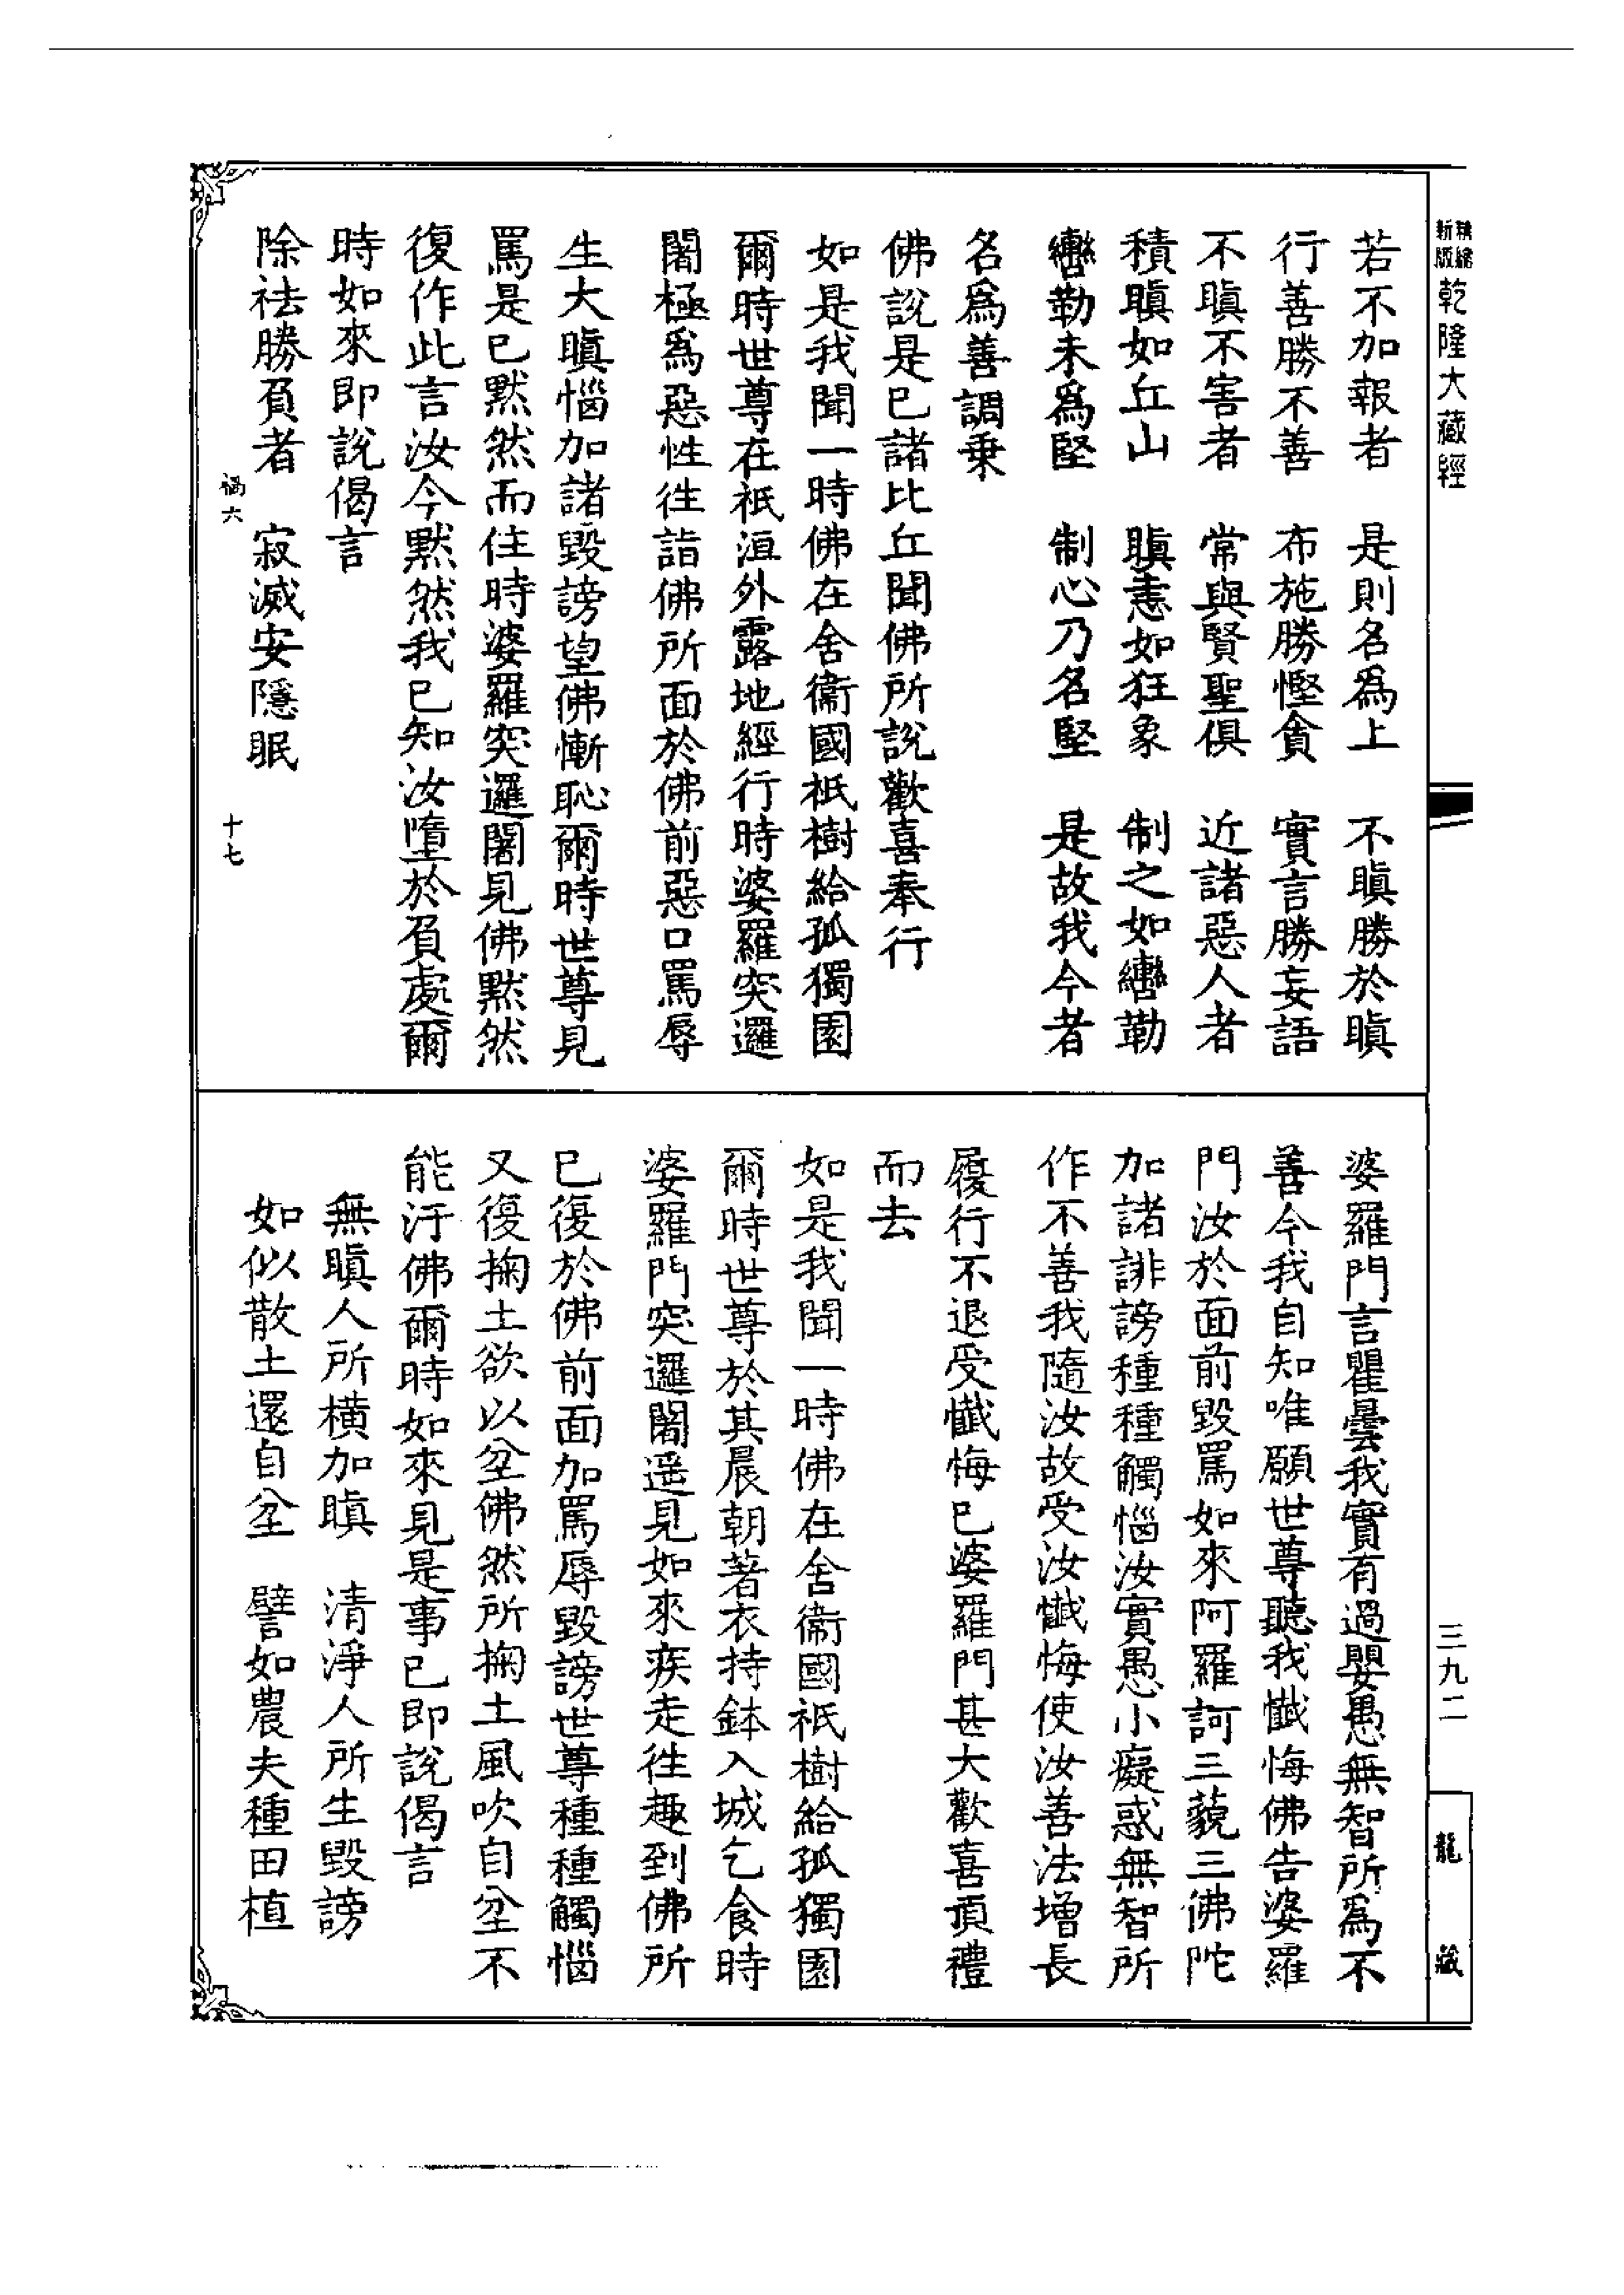 精縮新版乾隆大藏經
若不加報者　是則名為上　不瞋勝於瞋
行善勝不善　布施勝慳貪　實言勝妄語
不瞋不害者　常與賢聖俱　近諸惡人者
積瞋如丘山　瞋恚如狂象　制之如轡勒
轡勒未為堅　制心乃名堅　是故我今者
名為善調乗
佛說是已諸比丘聞佛所說歡喜奉行
如是我聞一時佛在舍衞國祇樹給孤獨園
爾時世尊在祇洹外露地經行時婆羅突邏
闍極為惡性往詣佛所面於佛前惡口罵辱
生大瞋惱加諸毀謗望佛慚恥爾時世尊見
罵是已默然而住時婆羅突邏闍見佛默然
復作此言汝今默然我已知汝墮於負處爾
時如來即說偈言
除祛勝負者　寂滅安隱眠
禍六
十七
婆羅門言瞿曇我實有過嬰愚無智所為不
善今我自知唯願世尊聽我懺悔佛告婆羅
門汝於面前毀罵如來阿羅訶三藐三佛陀
加諸誹謗種種觸惱汝實愚小癡惑無智所
作不善我隨汝故受汝懺悔使汝善法增長
履行不退受懺悔已婆羅門甚大歡喜頂禮
而去
如是我聞一時佛在舍衞國祇樹給孤獨園
爾時世尊於其晨朝著衣持鉢入城乞食時
婆羅門突邏闍遥見如來疾走往趣到佛所
已復於佛前面加罵辱毀謗世尊種種觸惱
又復掬土欲以坌佛然所掬土風吹自坌不
能汙佛爾時如來見是事已即說偈言
無瞋人所橫加瞋　清淨人所生毀謗
如似散土還自坌　譬如農夫種田植
三九二
龍藏